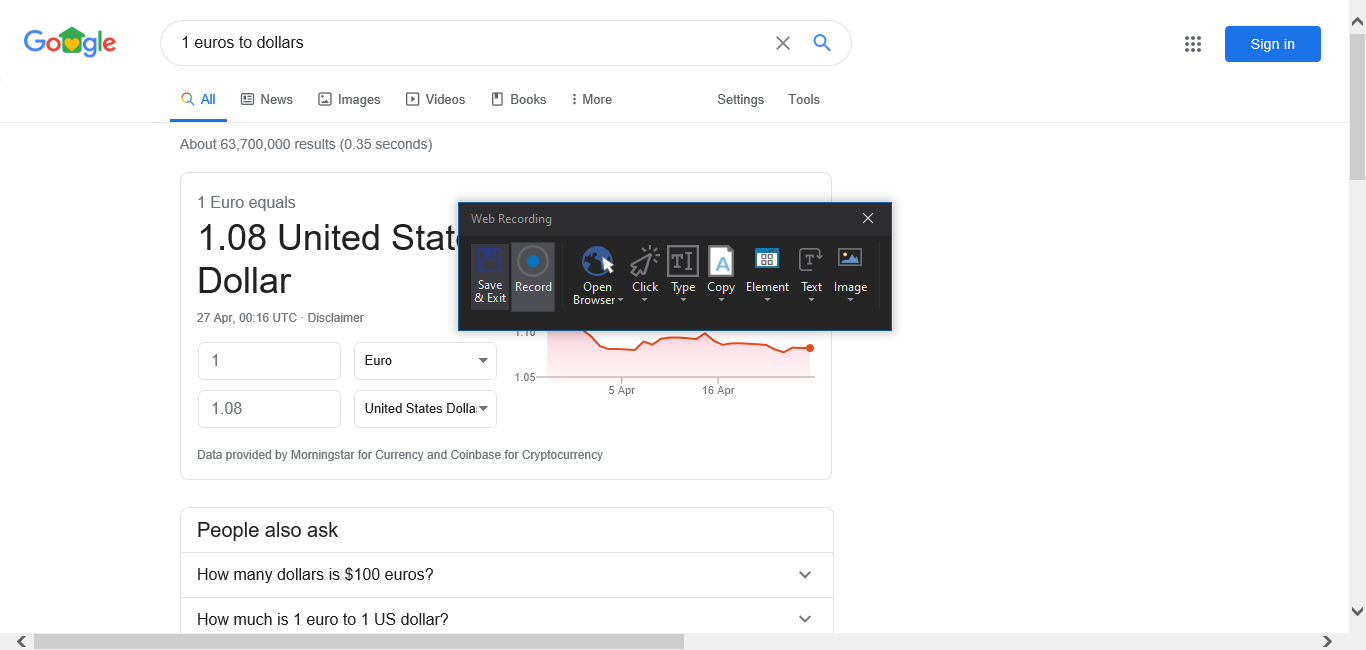 Google
1 euros to dollars
Sign in
All News Images Videos Books More Settings Tools
About 63,700,000 results (0.35 seconds)
1 Euro equals
1.08 United State
Dollar
27 Apr, 00:16 UTC · Disclaimer
Web Recording
Save
& Exit
Record
Open
Browser
Click
Type
Copy
Element
Text
Image
1.10
1.05
5 Apr 16 Apr
1 Euro
1.08 United States Dolla
Data provided by Morningstar for Currency and Coinbase for Cryptocurrency
People also ask
How many dollars is $100 euros?
How much is 1 euro to 1 US dollar?